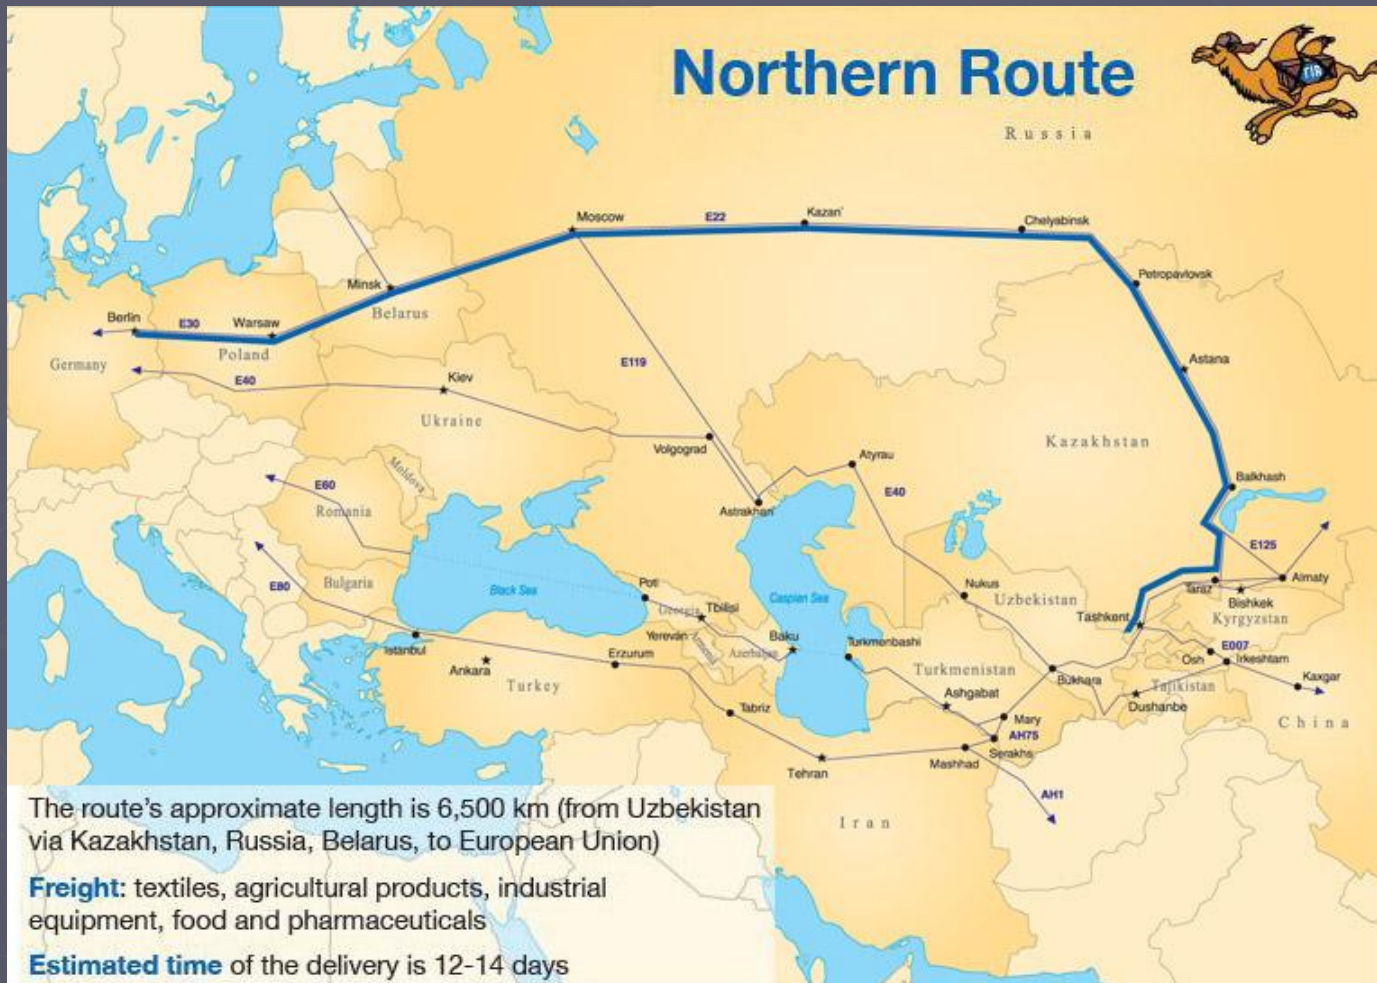 Northern Route
TIR
Russia
Moscow
E22
Kazan'
Chelyabinsk
Petropavlovsk
Minsk
Belarus
Berlin
E30
Warsaw
Poland
Germany
E40
Kiev
E119
Astana
Ukraine
Kazakhstan
Volgograd
Atyrau
Moldova
E60
E40
Balkhash
Romania
Astrakhan'
E125
E80
Bulgaria
Black Sea
Poti
Georgia
Tbilisi
Caspian Sea
Nukus
Uzbekistan
Taraz
Almaty
Bishkek
Kyrgyzstan
Tashkent
Istanbul
Yerevan
Armenia
Azerbaijan
Baku
Turkmenbashi
E007
Osh
Irkeshtam
Erzurum
Ankara
Turkey
Turkmenistan
Bukhara
Tajikistan
Kaxgar
Ashgabat
Dushanbe
Tabriz
Mary
China
AH75
Serakhs
Mashhad
Tehran
AH1
Iran
The route's approximate length is 6,500 km (from Uzbekistan
via Kazakhstan, Russia, Belarus, to European Union)
Freight: textiles, agricultural products, industrial
equipment, food and pharmaceuticals
Estimated time of the delivery is 12-14 days